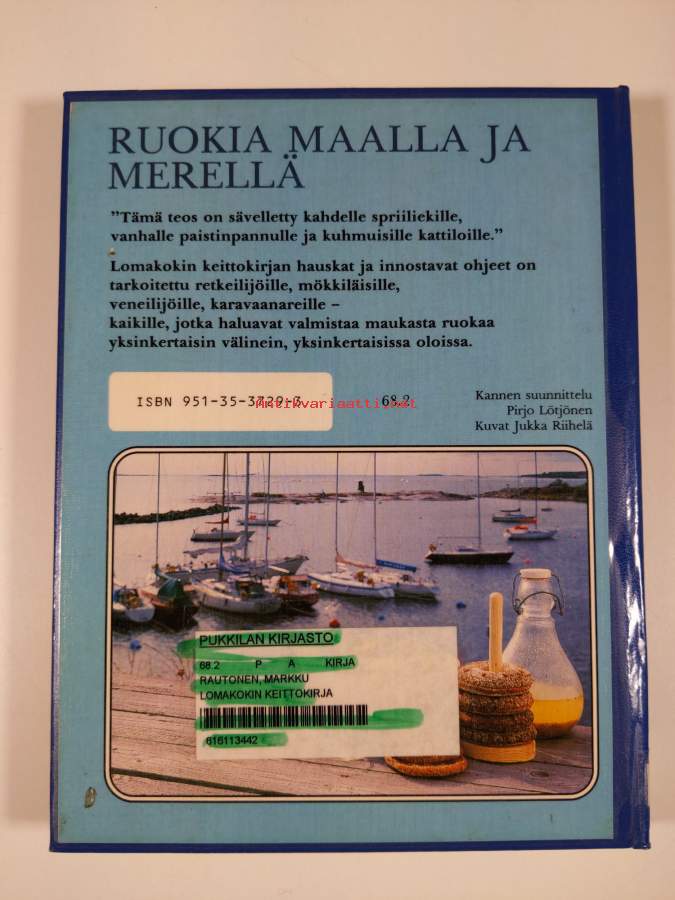 RUOKIA MAALLA JA
MERELLÄ
”Tämä teos on sävelletty kahdelle spriiliekille,
vanhalle paistinpannulle ja kuhmuisille kattiloille.”
Lomakokin keittokirjan hauskat ja innostavat ohjeet on
tarkoitettu retkeilijöille, mökkiläisille,
veneilijöille, karavaanareille –
kaikille, jotka haluavat valmistaa maukasta ruokaa
yksinkertaisin välinein, yksinkertaisissa oloissa.
ISBN
68.2
Antikvariaatti.net
Kannen suunnittelu
Pirjo Lötjönen
Kuvat Jukka Riihelä
PUKKILAN KIRJASTO
68.2 P A KIRJA
RAUTONEN, MARKKU
LOMAKOKIN KEITTOKIRJA
616113442